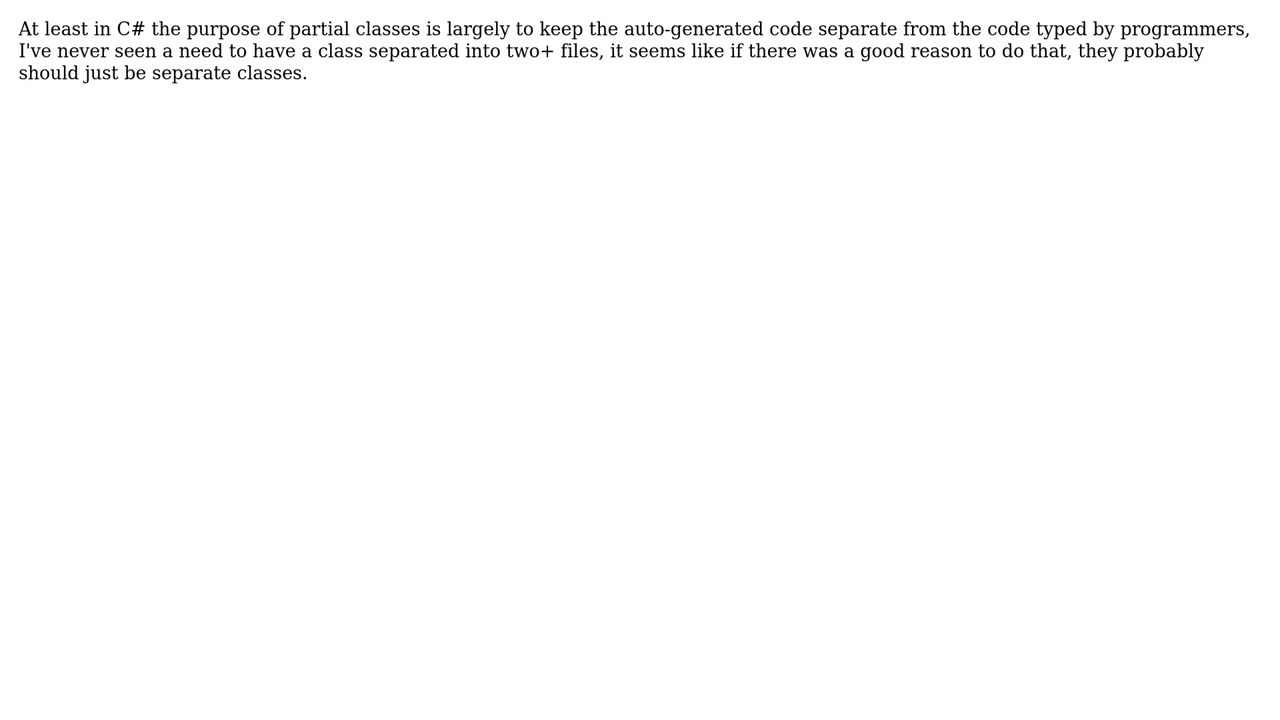 At least in C# the purpose of partial classes is largely to keep the auto-generated code separate from the code typed by programmers,
I've never seen a need to have a class separated into two+ files, it seems like if there was a good reason to do that, they probably
should just be separate classes.